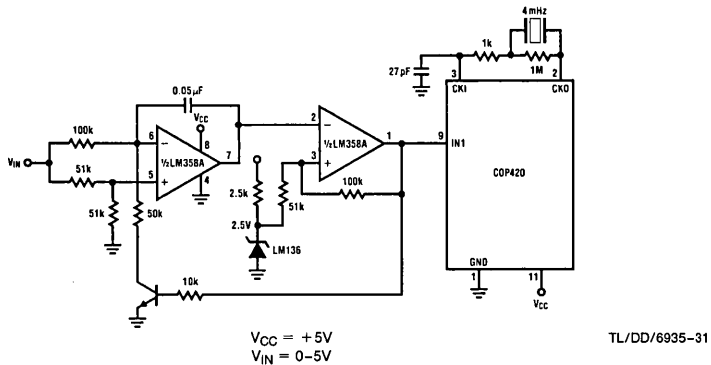 4 mHz
1k
1M
27 pF
3
2
CKI
CKO
0.05 µF
VCC
100k
6
8
½LM358A
7
VIN
51k
5
4
51k
50k
2
½LM358A
1
3
100k
2.5k
51k
2.5V
LM136
10k
9
IN1
COP420
GND
1
11
VCC
VCC = +5V
VIN = 0–5V
TL/DD/6935–31